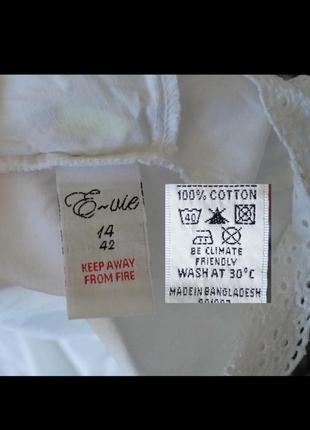 E-vie
14
42
KEEP AWAY
FROM FIRE
100% COTTON
40
BE CLIMATE
FRIENDLY
WASH AT 30°C
MADE IN BANGLADESH